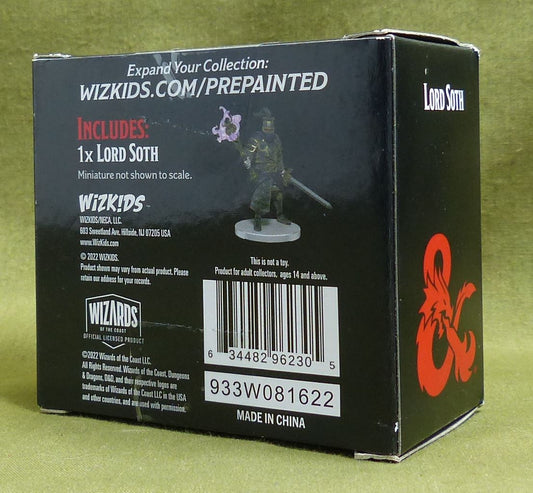 Expand Your Collection:
WIZKIDS.COM/PREPAINTED
INCLUDES:
1X LORD SOTH
Miniature not shown to scale.
WIZKIDS™
WIZKIDS/NECA, LLC.
603 Sweetland Ave. Hillside, NJ 07205 USA
www.WizKids.com
© 2022 WIZKIDS.
Product shown may vary from actual product. Please
retain our address for your records.
This is not a toy.
Product for adult collectors, ages 14 and above.
WIZARDS
OF THE COAST
OFFICIAL LICENSED PRODUCT
©2022 Wizards of the Coast LLC.
All Rights Reserved. Wizards of the Coast, Dungeons
& Dragons, D&D, and their respective logos are
trademarks of Wizards of the Coast LLC in the USA
and other countries, and are used with permission.
6 34482 96230 5
933W081622
MADE IN CHINA
LORD SOTH